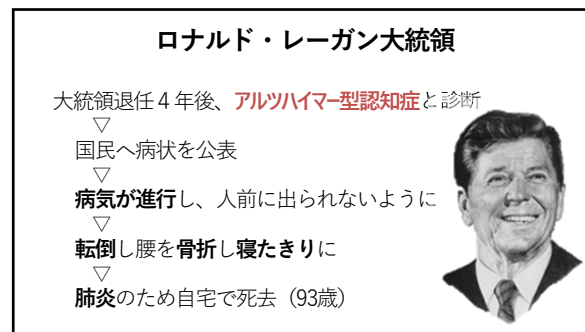 ロナルド・レーガン大統領
大統領退任４年後、アルツハイマー型認知症と診断
▽
国民へ病状を公表
▽
病気が進行し、人前に出られないように
▽
転倒し腰を骨折し寝たきりに
▽
肺炎のため自宅で死去（93歳）